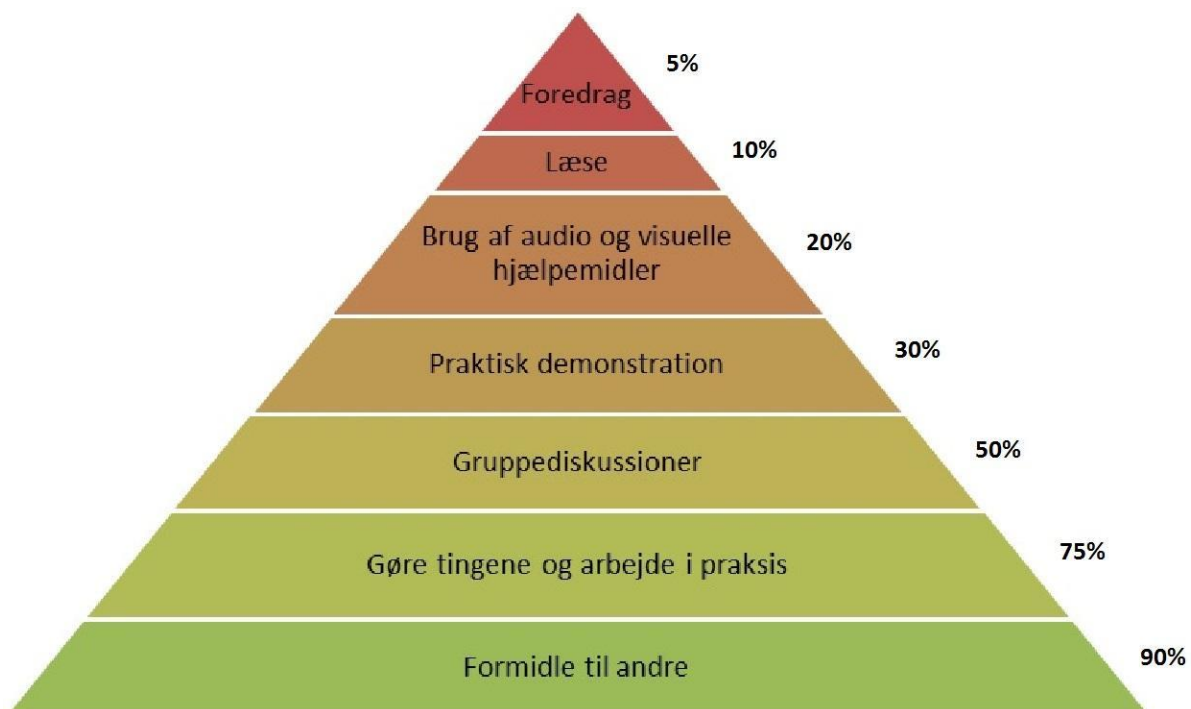 Foredrag
5%
Læse
10%
Brug af audio og visuelle
hjælpemidler
20%
Praktisk demonstration
30%
Gruppediskussioner
50%
Gøre tingene og arbejde i praksis
75%
Formidle til andre
90%